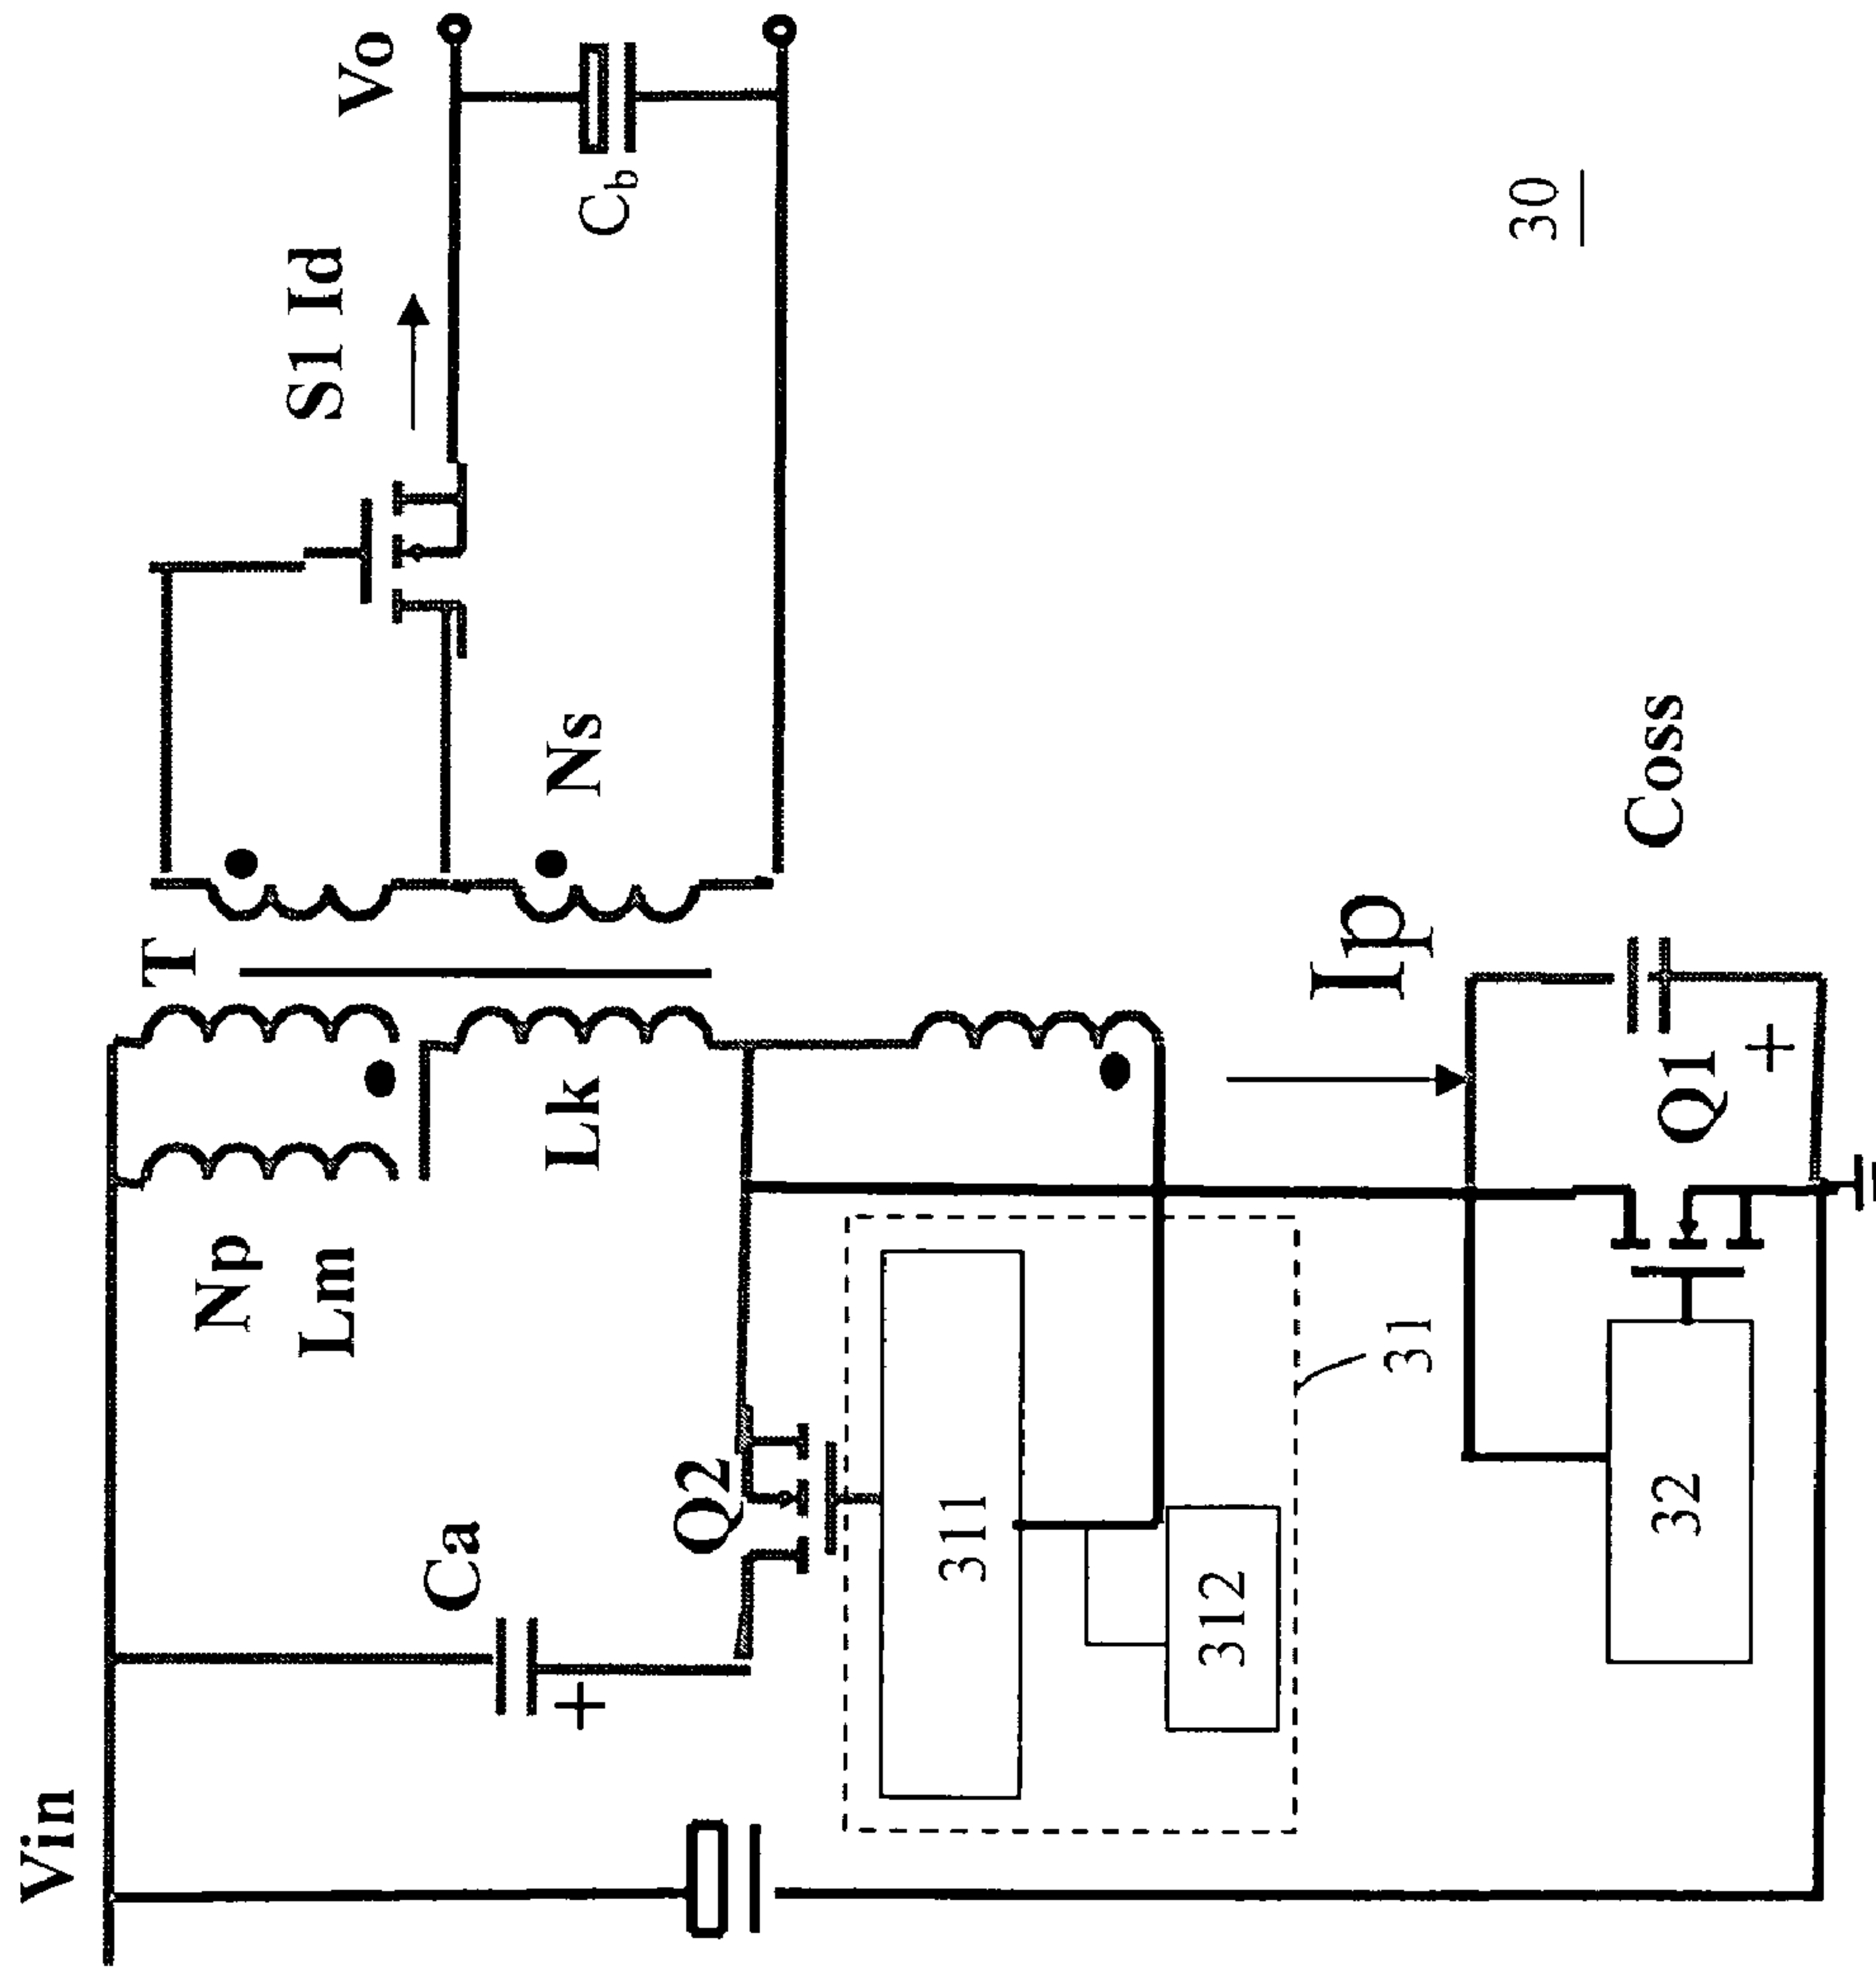 Vin
Ca
Np
Lm
T
Lk
Ns
S1 Id
Vo
Cb
Q2
311
312
31
32
Ip
Q1
Coss
+
+
30